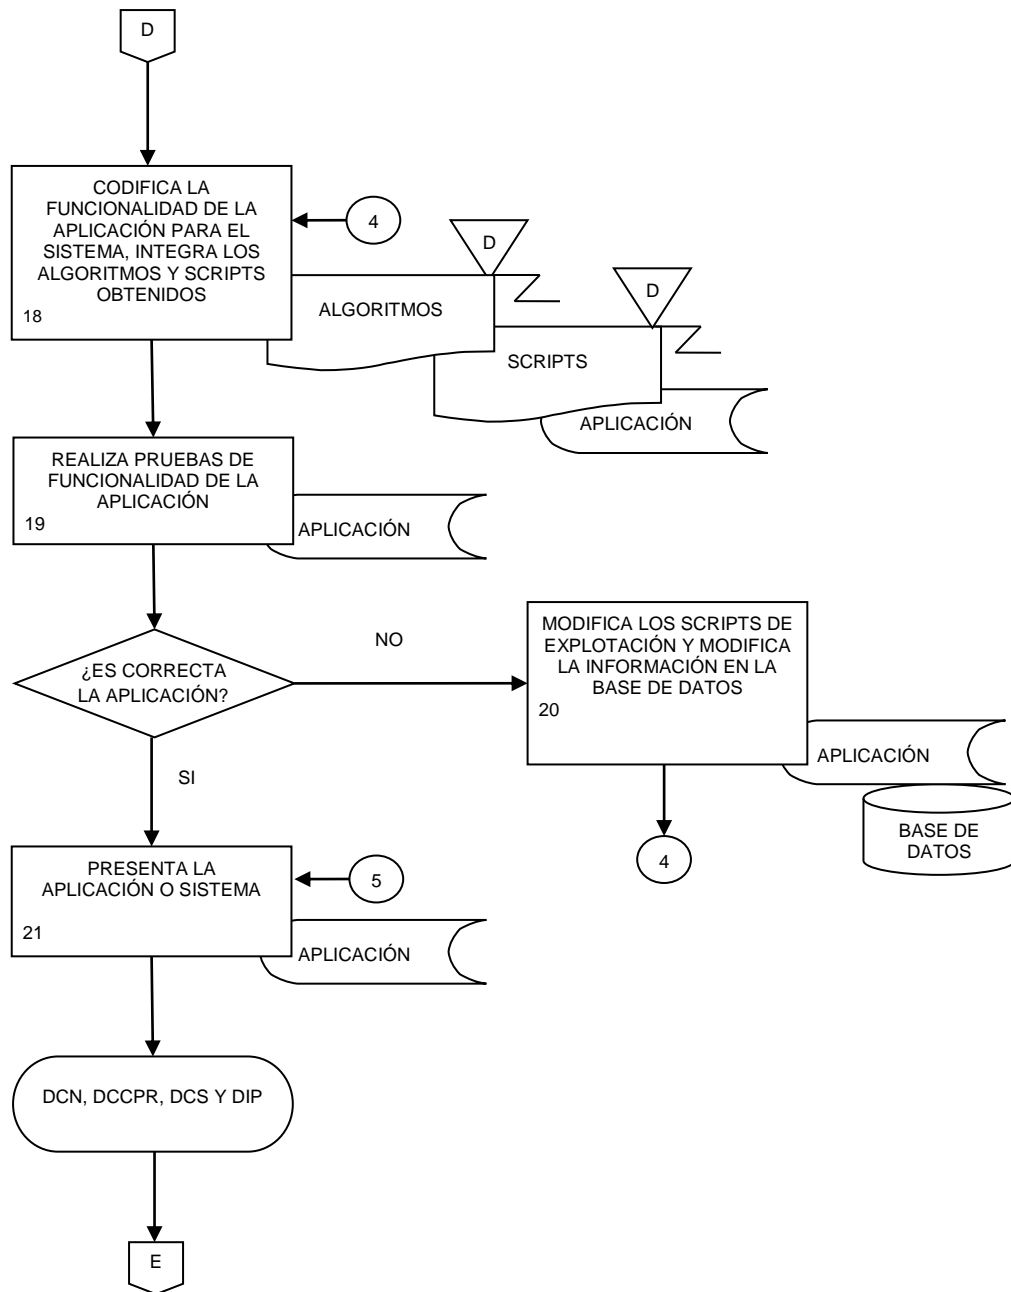 D
CODIFICA LA
FUNCIONALIDAD DE LA
APLICACIÓN PARA EL
SISTEMA, INTEGRA LOS
ALGORITMOS Y SCRIPTS
OBTENIDOS
18
4
D
ALGORITMOS
D
SCRIPTS
APLICACIÓN
REALIZA PRUEBAS DE
FUNCIONALIDAD DE LA
APLICACIÓN
19
APLICACIÓN
¿ES CORRECTA
LA APLICACIÓN?
NO
MODIFICA LOS SCRIPTS DE
EXPLOTACIÓN Y MODIFICA
LA INFORMACIÓN EN LA
BASE DE DATOS
20
APLICACIÓN
BASE DE
DATOS
4
SI
PRESENTA LA
APLICACIÓN O SISTEMA
21
5
APLICACIÓN
DCN, DCCPR, DCS Y DIP
E